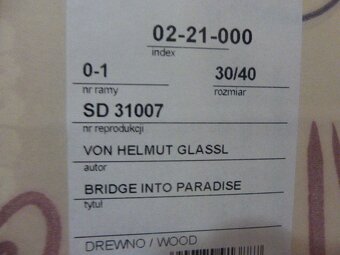 02-21-000
index
0-1 30/40
nr ramy rozmiar
SD 31007
nr reprodukcji
VON HELMUT GLASSL
autor
BRIDGE INTO PARADISE
tytuł
DREWNO / WOOD